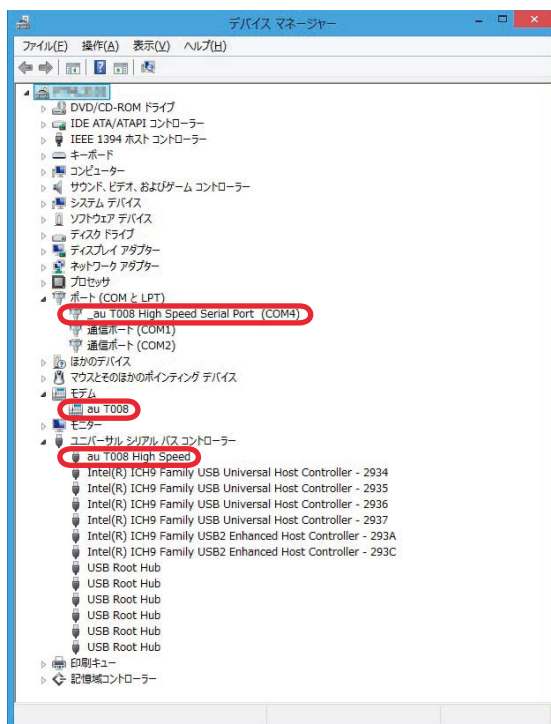 デバイス マネージャー
ファイル(F) 操作(A) 表示(V) ヘルプ(H)
DVD/CD-ROM ドライブ
IDE ATA/ATAPI コントローラー
IEEE 1394 ホスト コントローラー
キーボード
コンピューター
サウンド、ビデオ、およびゲーム コントローラー
システム デバイス
ソフトウェア デバイス
ディスク ドライブ
ディスプレイ アダプター
ネットワーク アダプター
プロセッサ
ポート (COM と LPT)
_au T008 High Speed Serial Port (COM4)
通信ポート (COM1)
通信ポート (COM2)
ほかのデバイス
マウスとそのほかのポインティング デバイス
モデム
au T008
モニター
ユニバーサル シリアル バス コントローラー
au T008 High Speed
Intel(R) ICH9 Family USB Universal Host Controller - 2934
Intel(R) ICH9 Family USB Universal Host Controller - 2935
Intel(R) ICH9 Family USB Universal Host Controller - 2936
Intel(R) ICH9 Family USB Universal Host Controller - 2937
Intel(R) ICH9 Family USB2 Enhanced Host Controller - 293A
Intel(R) ICH9 Family USB2 Enhanced Host Controller - 293C
USB Root Hub
USB Root Hub
USB Root Hub
USB Root Hub
USB Root Hub
USB Root Hub
印刷キュー
記憶域コントローラー